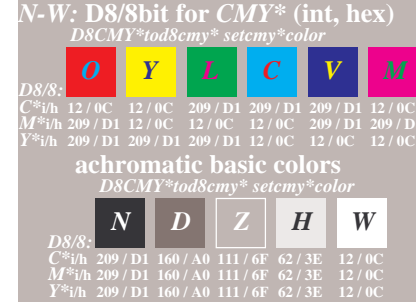 N-W: D8/8bit for CMY* (int, hex)
D8CMY*tod8cmy* setcmy*color
O Y L C V M
D8/8:
C*i/h 12 / 0C 12 / 0C 209 / D1 209 / D1 209 / D1 12 / 0C
M*i/h 209 / D1 12 / 0C 12 / 0C 12 / 0C 209 / D1 209 / D
Y*i/h 209 / D1 209 / D1 209 / D1 12 / 0C 12 / 0C 12 / 0C
achromatic basic colors
D8CMY*tod8cmy* setcmy*color
N D Z H W
D8/8:
C*i/h 209 / D1 160 / A0 111 / 6F 62 / 3E 12 / 0C
M*i/h 209 / D1 160 / A0 111 / 6F 62 / 3E 12 / 0C
Y*i/h 209 / D1 160 / A0 111 / 6F 62 / 3E 12 / 0C